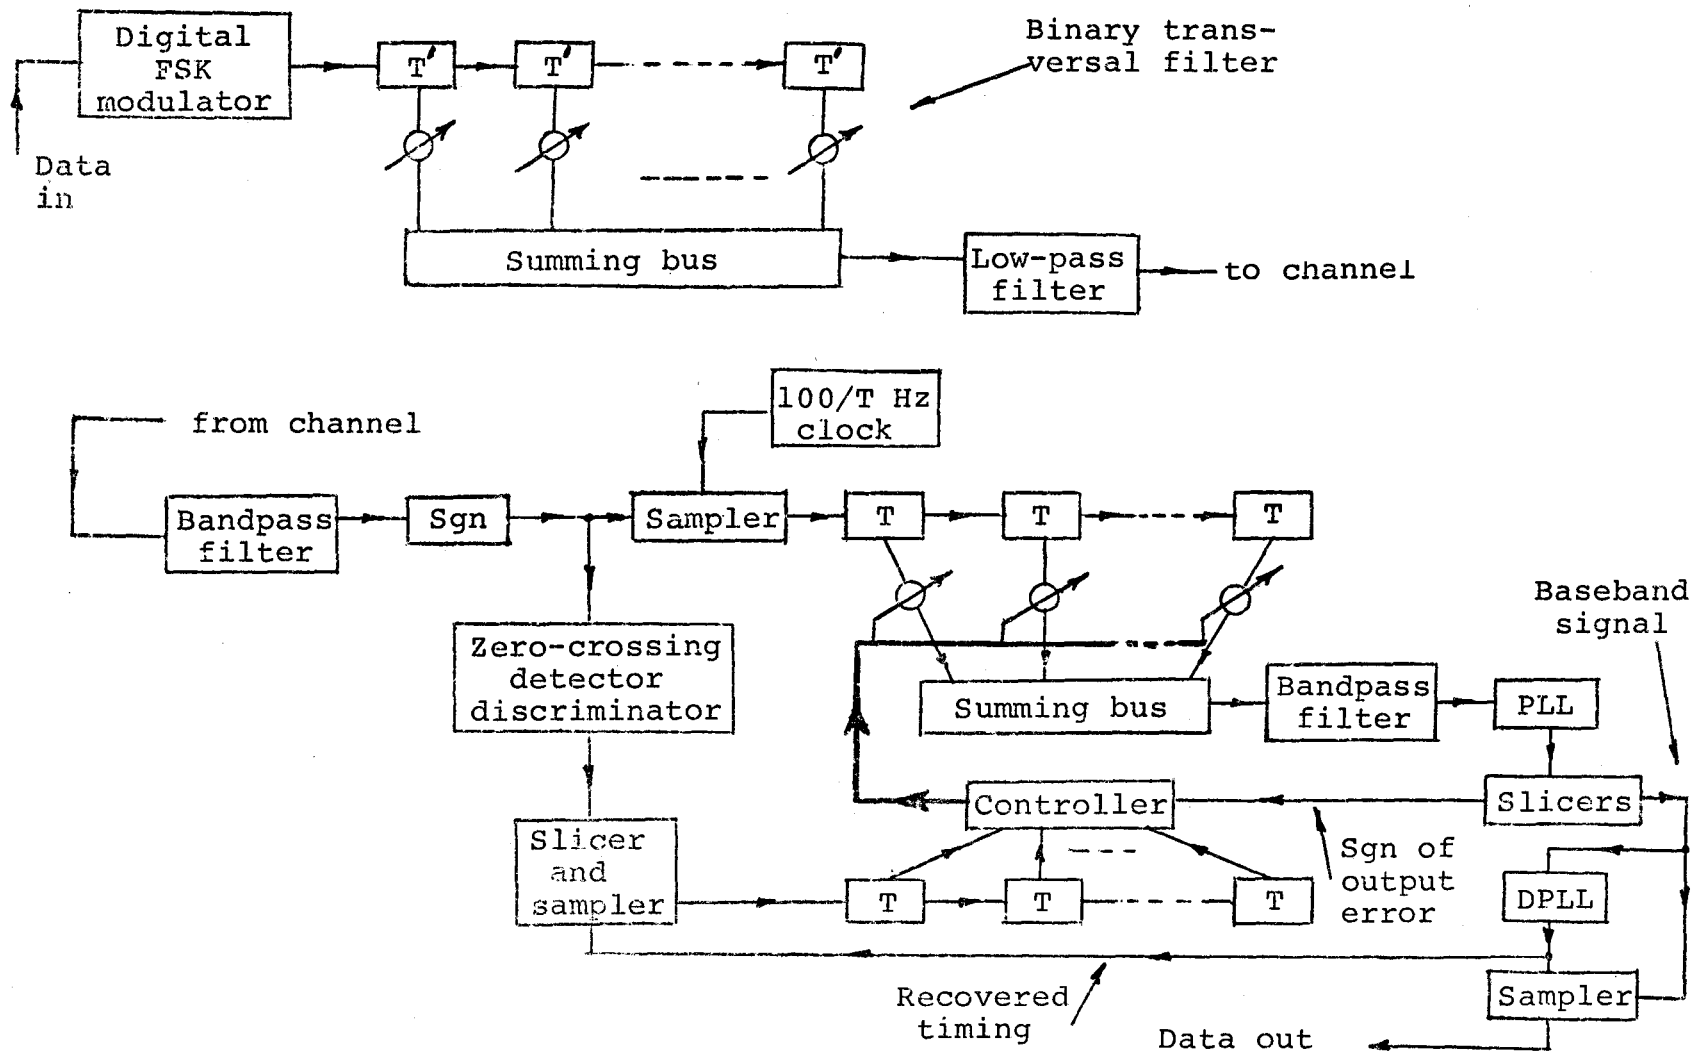 Digital
FSK
modulator
T'
T'
T'
Binary trans-
versal filter
Data
in
Summing bus
Low-pass
filter
to channel
100/T Hz
clock
from channel
Bandpass
filter
Sgn
Sampler
T
T
T
Zero-crossing
detector
discriminator
Baseband
signal
Summing bus
Bandpass
filter
PLL
Controller
Slicers
Slicer
and
sampler
Sgn of
output
error
T
T
T
DPLL
Recovered
timing
Sampler
Data out